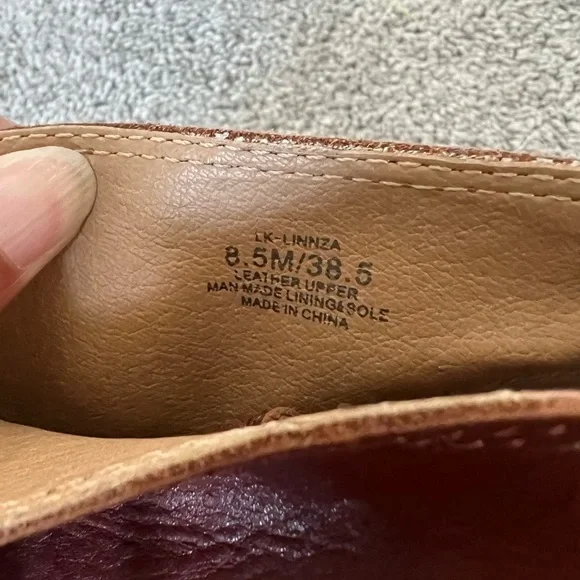 LK-LINNZA
8.5M/38.5
LEATHER UPPER
MAN MADE LINING&SOLE
MADE IN CHINA